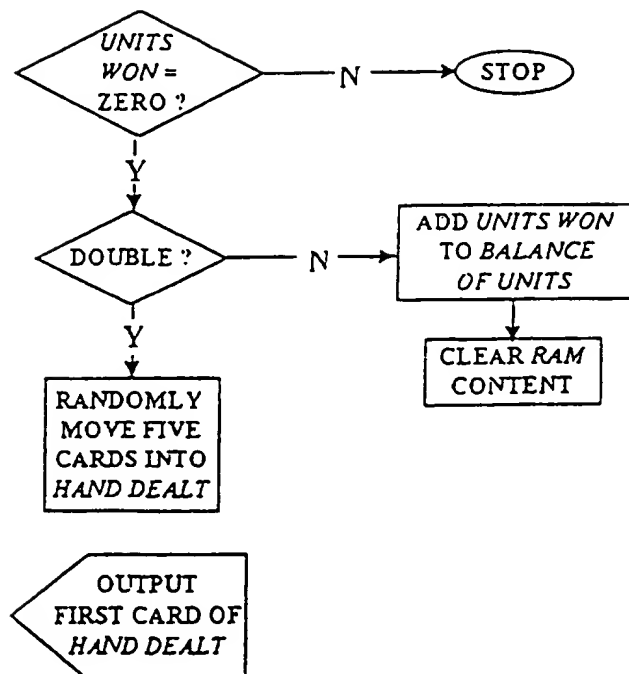 UNITS
WON =
ZERO ?
N
STOP
Y
DOUBLE ?
N
ADD UNITS WON
TO BALANCE
OF UNITS
Y
CLEAR RAM
CONTENT
RANDOMLY
MOVE FIVE
CARDS INTO
HAND DEALT
OUTPUT
FIRST CARD OF
HAND DEALT